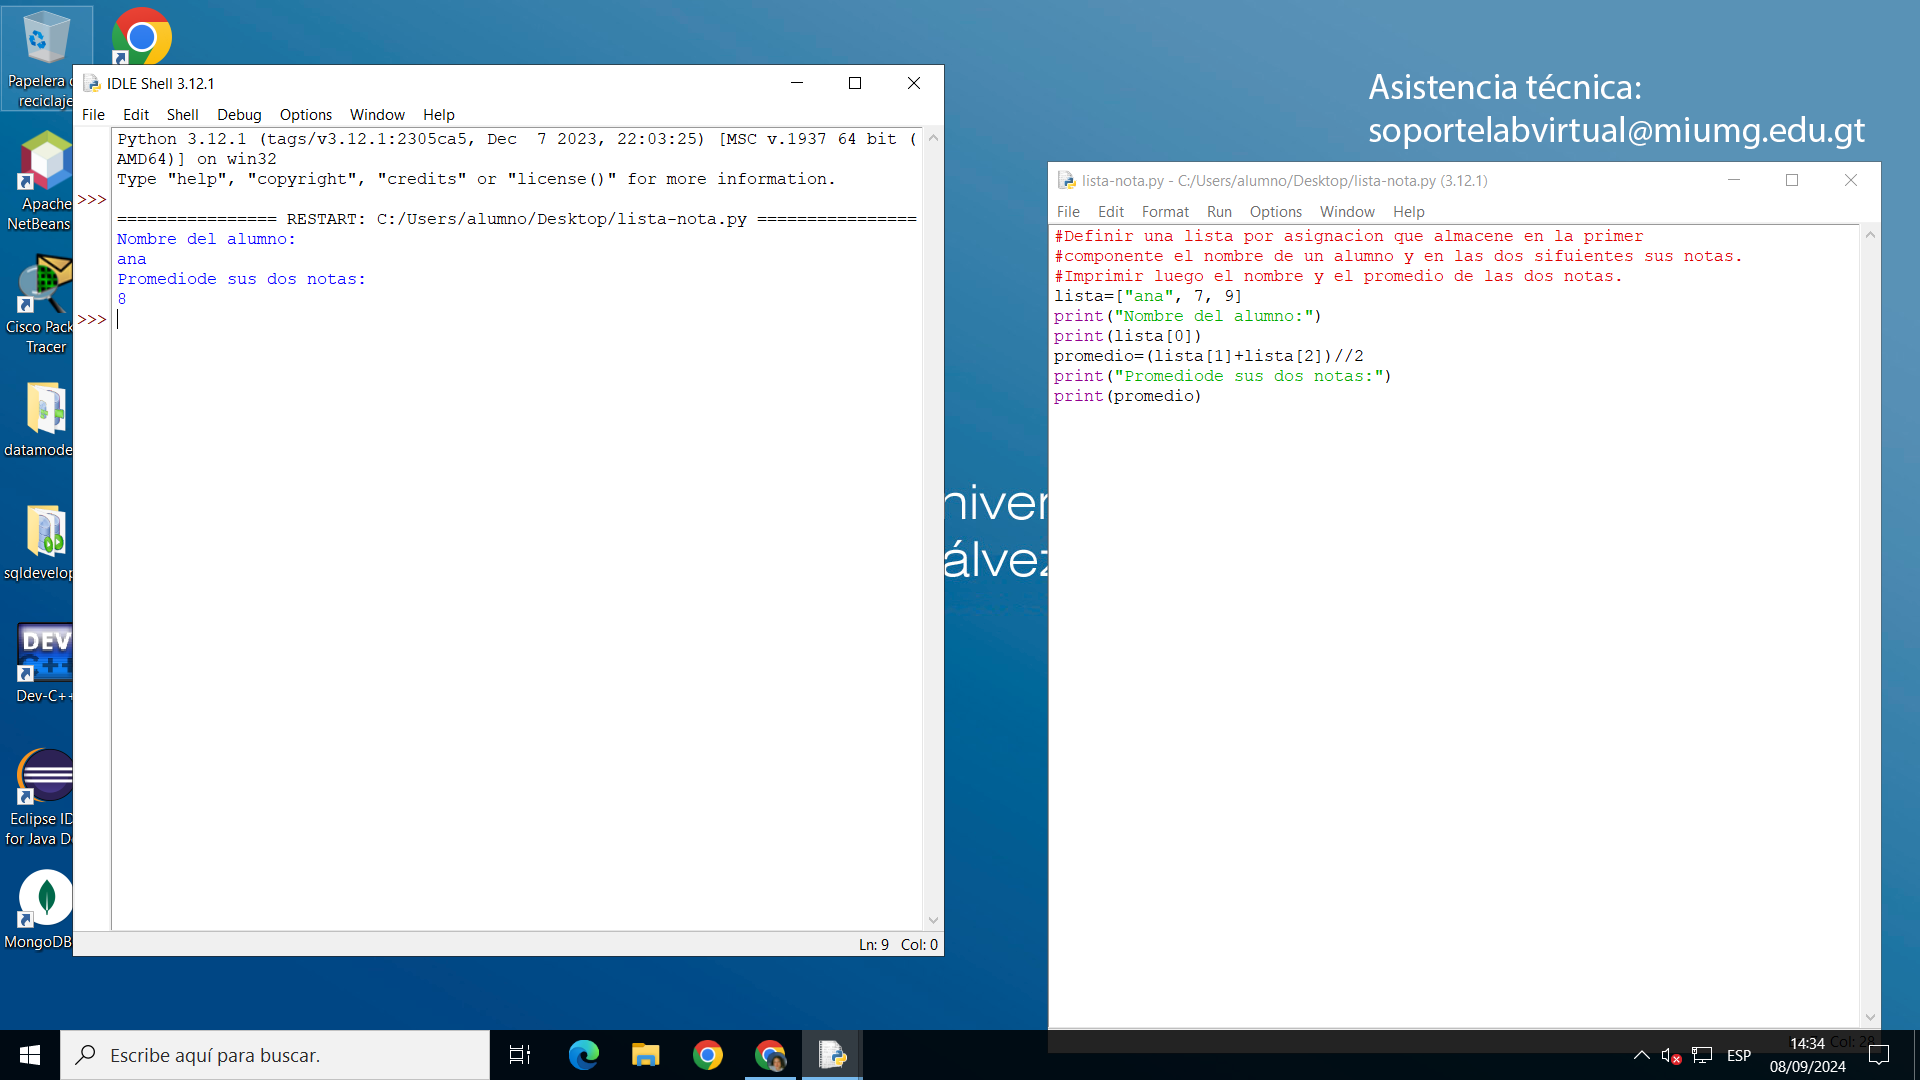 Papelera
reciclaje
Apache
NetBeans
Cisco Pack
Tracer
datamode
sqldevelop
DEV
C++
Dev-C++
Eclipse ID
for Java D
MongoDB
IDLE Shell 3.12.1
File Edit Shell Debug Options Window Help
Python 3.12.1 (tags/v3.12.1:2305ca5, Dec  7 2023, 22:03:25) [MSC v.1937 64 bit (
AMD64)] on win32
Type "help", "copyright", "credits" or "license()" for more information.
>>>
================ RESTART: C:/Users/alumno/Desktop/lista-nota.py ================
Nombre del alumno:
ana
Promediode sus dos notas:
8
>>>
Ln: 9 Col: 0
Asistencia técnica:
soportelabvirtual@miumg.edu.gt
niver
álvez
lista-nota.py - C:/Users/alumno/Desktop/lista-nota.py (3.12.1)
File Edit Format Run Options Window Help
#Definir una lista por asignacion que almacene en la primer
#componente el nombre de un alumno y en las dos sifuientes sus notas.
#Imprimir luego el nombre y el promedio de las dos notas.
lista=["ana", 7, 9]
print("Nombre del alumno:")
print(lista[0])
promedio=(lista[1]+lista[2])//2
print("Promediode sus dos notas:")
print(promedio)
Col: 28
Escribe aquí para buscar.
ESP
14:34
08/09/2024